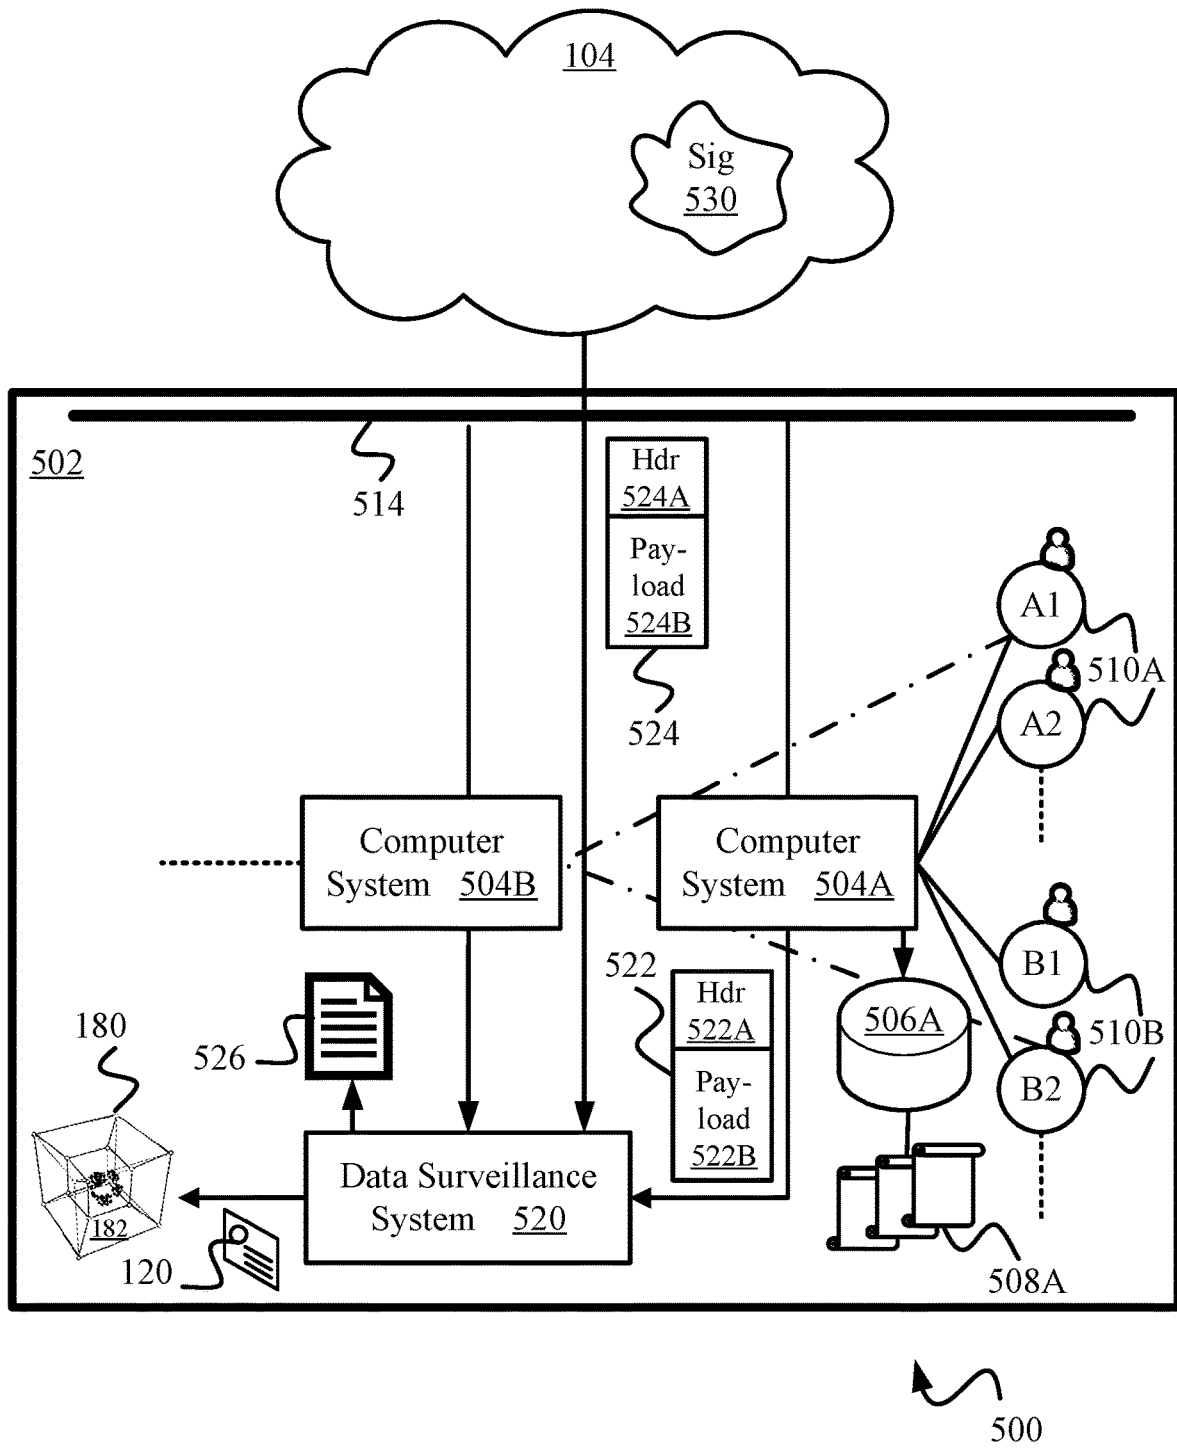 104
Sig
530
502
514
Hdr
524A
Pay-
load
524B
524
A1
510A
A2
Computer
System 504B
Computer
System 504A
B1
510B
B2
522
Hdr
522A
Pay-
load
522B
506A
526
180
182
120
Data Surveillance
System 520
508A
500